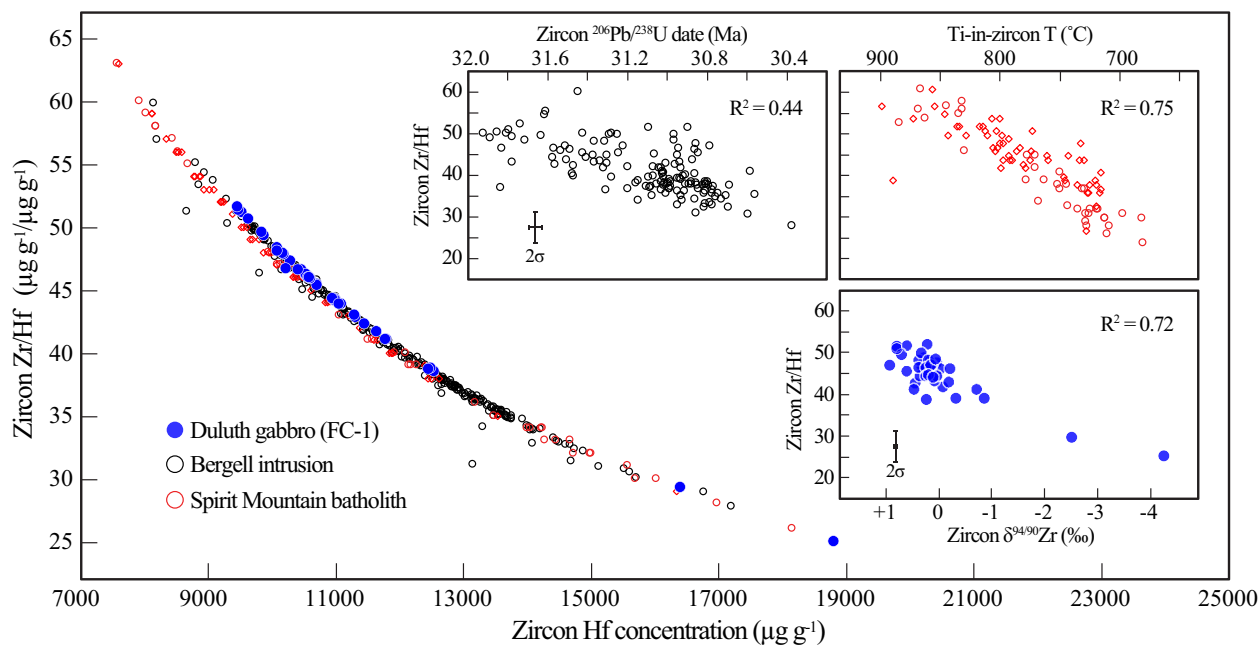 Zircon Zr/Hf (μg g⁻¹/μg g⁻¹)
65
60
55
50
45
40
35
30
25
7000 9000 11000 13000 15000 17000 19000 21000 23000 25000
Zircon Hf concentration (μg g⁻¹)
Duluth gabbro (FC-1)
Bergell intrusion
Spirit Mountain batholith
Zircon ²⁰⁶Pb/²³⁸U date (Ma)
32.0 31.6 31.2 30.8 30.4
Zircon Zr/Hf
60
50
40
30
20
R² = 0.44
2σ
Ti-in-zircon T (°C)
900 800 700
R² = 0.75
Zircon Zr/Hf
60
50
40
30
20
R² = 0.72
2σ
+1 0 -1 -2 -3 -4
Zircon δ⁹⁴ᐟ⁹⁰Zr (‰)